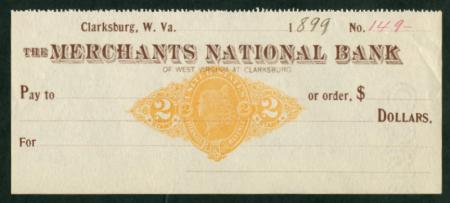 Clarksburg, W. Va. 1899 No. 149-
THE MERCHANTS NATIONAL BANK
OF WEST VIRGINIA AT CLARKSBURG
Pay to or order, $
2 2
DOLLARS.
For